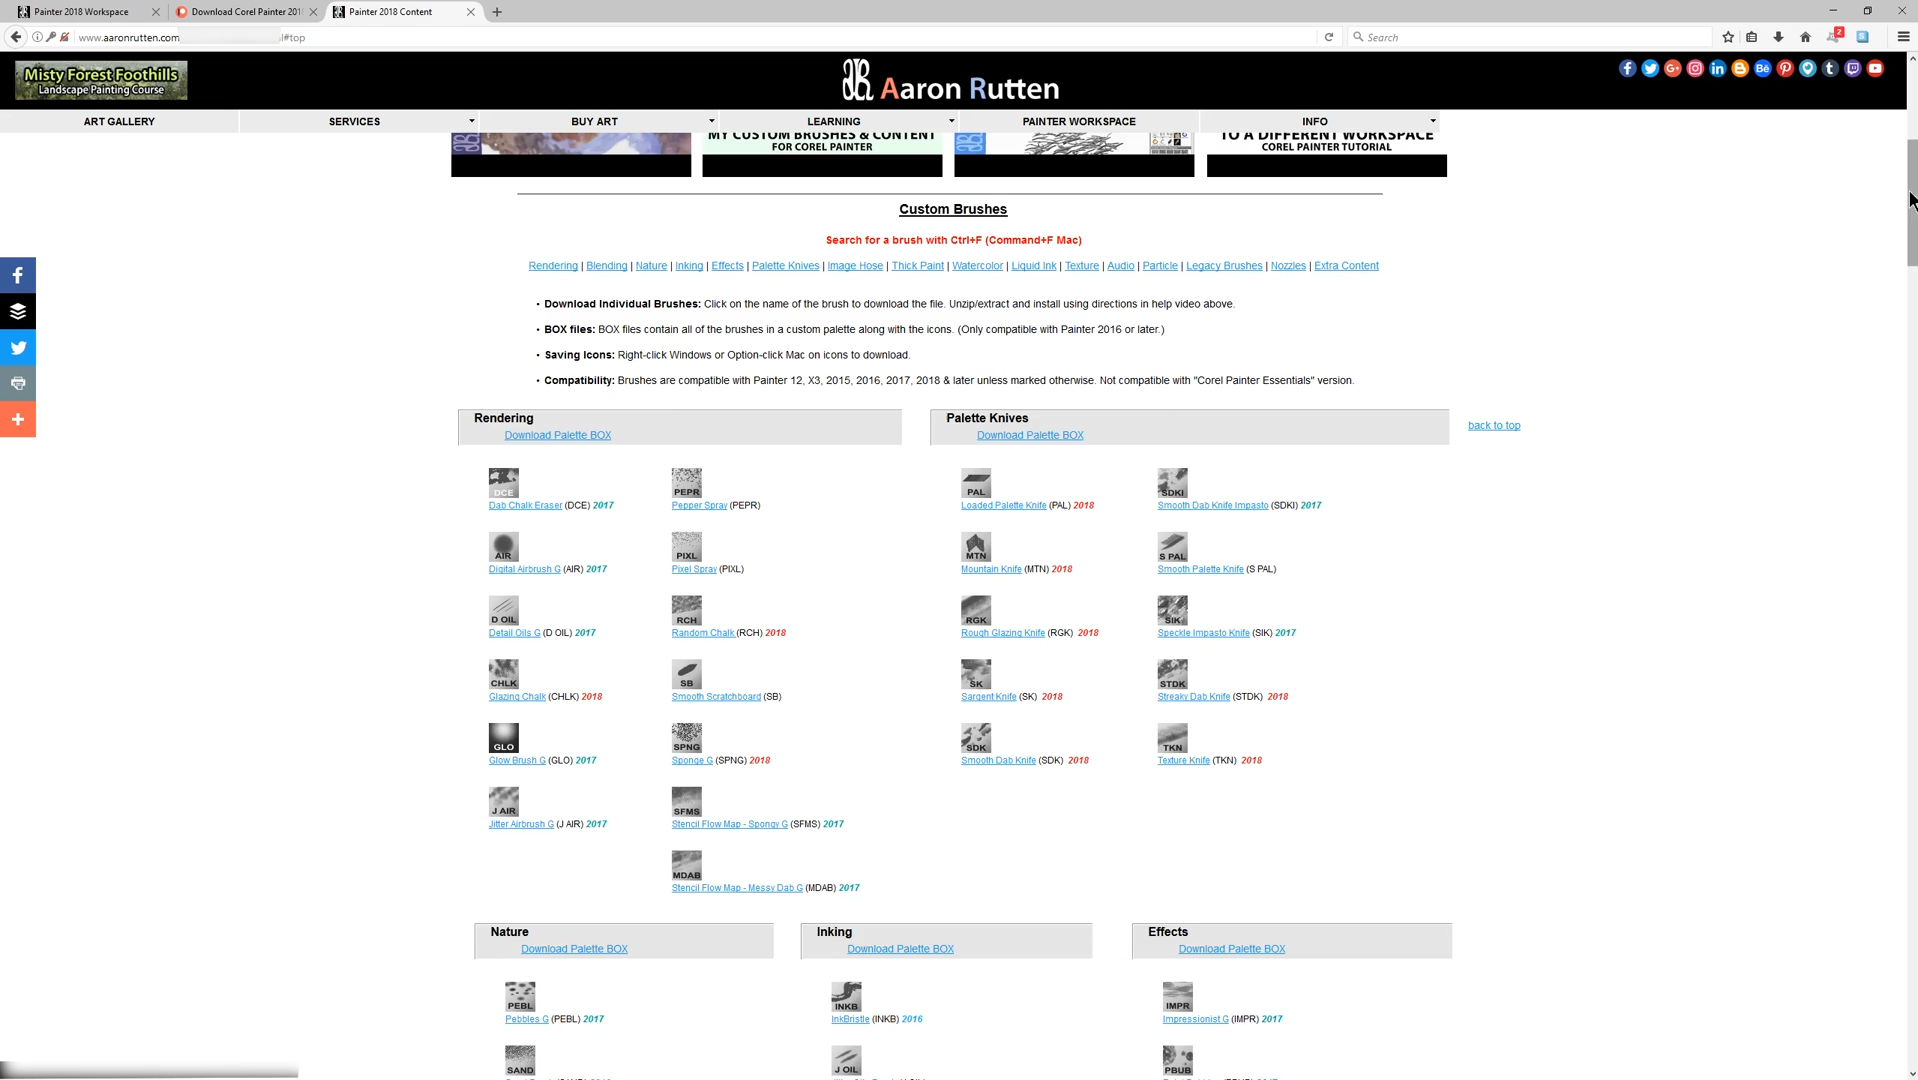 Painter 2018 Workspace
Download Corel Painter 201
Painter 2018 Content
www.aaronrutten.com
l#top
Search
2
Misty Forest Foothills
Landscape Painting Course
Aaron Rutten
ART GALLERY
SERVICES
BUY ART
LEARNING
PAINTER WORKSPACE
INFO
MY CUSTOM BRUSHES & CONTENT
FOR COREL PAINTER
TO A DIFFERENT WORKSPACE
COREL PAINTER TUTORIAL
Custom Brushes
Search for a brush with Ctrl+F (Command+F Mac)
Rendering | Blending | Nature | Inking | Effects | Palette Knives | Image Hose | Thick Paint | Watercolor | Liquid Ink | Texture | Audio | Particle | Legacy Brushes | Nozzles | Extra Content
• Download Individual Brushes: Click on the name of the brush to download the file. Unzip/extract and install using directions in help video above.
• BOX files: BOX files contain all of the brushes in a custom palette along with the icons. (Only compatible with Painter 2016 or later.)
• Saving Icons: Right-click Windows or Option-click Mac on icons to download.
• Compatibility: Brushes are compatible with Painter 12, X3, 2015, 2016, 2017, 2018 & later unless marked otherwise. Not compatible with "Corel Painter Essentials" version.
Rendering
Download Palette BOX
Palette Knives
Download Palette BOX
back to top
DCE
PEPR
PAL
SDKI
Dab Chalk Eraser (DCE) 2017
Pepper Spray (PEPR)
Loaded Palette Knife (PAL) 2018
Smooth Dab Knife Impasto (SDKI) 2017
AIR
PIXL
MTN
S PAL
Digital Airbrush G (AIR) 2017
Pixel Spray (PIXL)
Mountain Knife (MTN) 2018
Smooth Palette Knife (S PAL)
D OIL
RCH
RGK
SIK
Detail Oils G (D OIL) 2017
Random Chalk (RCH) 2018
Rough Glazing Knife (RGK) 2018
Speckle Impasto Knife (SIK) 2017
CHLK
SB
SK
STDK
Glazing Chalk (CHLK) 2018
Smooth Scratchboard (SB)
Sargent Knife (SK) 2018
Streaky Dab Knife (STDK) 2018
GLO
SPNG
SDK
TKN
Glow Brush G (GLO) 2017
Sponge G (SPNG) 2018
Smooth Dab Knife (SDK) 2018
Texture Knife (TKN) 2018
J AIR
SFMS
Jitter Airbrush G (J AIR) 2017
Stencil Flow Map - Spongy G (SFMS) 2017
MDAB
Stencil Flow Map - Messy Dab G (MDAB) 2017
Nature
Download Palette BOX
Inking
Download Palette BOX
Effects
Download Palette BOX
PEBL
INKB
IMPR
Pebbles G (PEBL) 2017
InkBristle (INKB) 2016
Impressionist G (IMPR) 2017
SAND
J OIL
PBUB